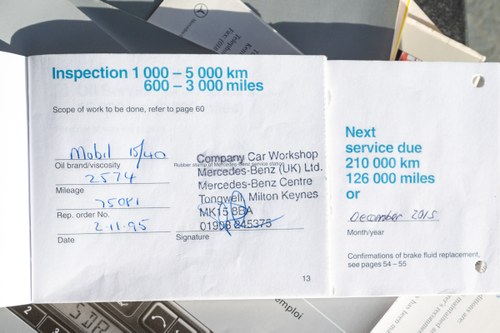 Inspection 1 000 – 5 000 km
600 – 3 000 miles
Scope of work to be done, refer to page 60
Mobil 15/40
Oil brand/viscosity
2574
Mileage
75081
Rep. order No.
2-11-95
Date
Company Car Workshop
Mercedes-Benz (UK) Ltd.
Mercedes-Benz Centre
Tongwell, Milton Keynes
MK15 8BA
01908 845375
Signature
13
Next
service due
210 000 km
126 000 miles
or
December 2015
Month/year
Confirmations of brake fluid replacement,
see pages 54 – 55